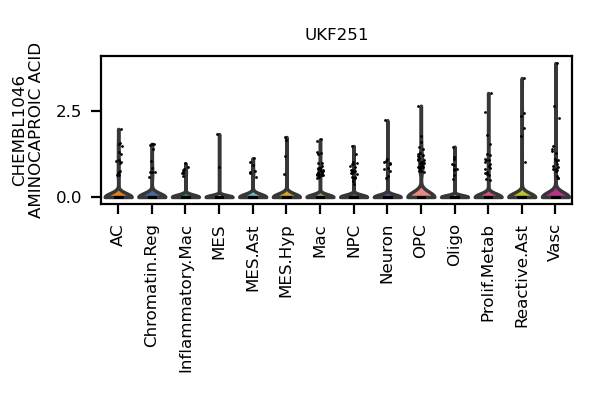 UKF251
CHEMBL1046
AMINOCAPROIC ACID
2.5
0.0
AC
Chromatin.Reg
Inflammatory.Mac
MES
MES.Ast
MES.Hyp
Mac
NPC
Neuron
OPC
Oligo
Prolif.Metab
Reactive.Ast
Vasc